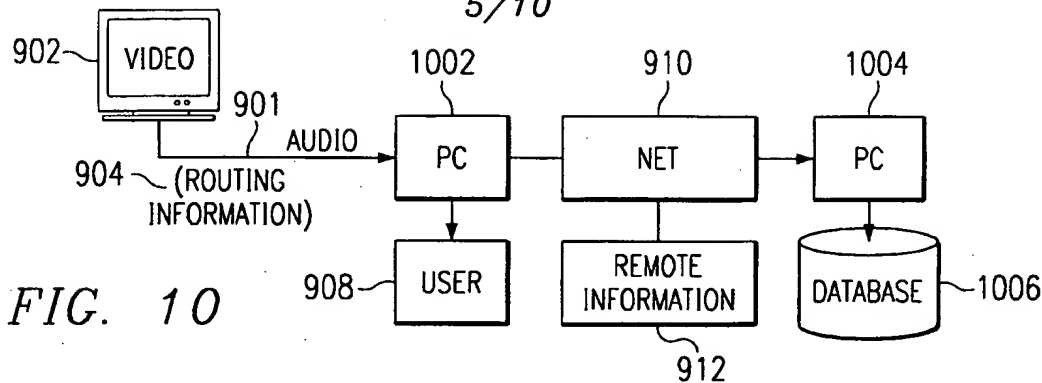 5/10
902
VIDEO
901
AUDIO
904
(ROUTING
INFORMATION)
1002
PC
910
NET
1004
PC
908
USER
REMOTE
INFORMATION
912
DATABASE
1006
FIG. 10